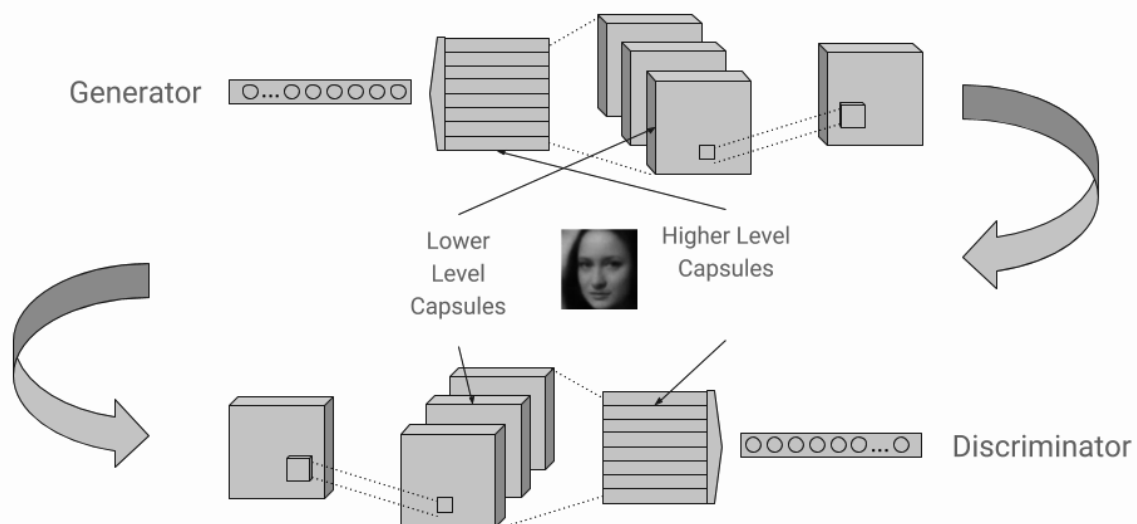 Generator
Lower
Level
Capsules
Higher Level
Capsules
Discriminator